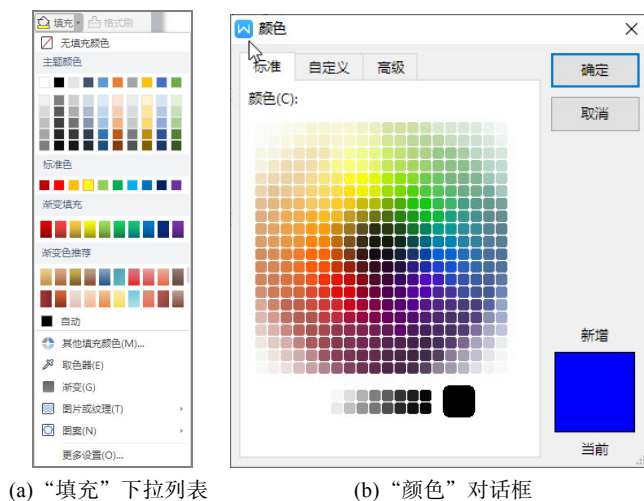 填充 格式刷
无填充颜色
主题颜色
标准色
渐变填充
渐变色推荐
自动
其他填充颜色(M)...
取色器(E)
渐变(G)
图片或纹理(T)
图案(N)
更多设置(O)...
(a)“填充”下拉列表
颜色
标准 自定义 高级
颜色(C):
确定
取消
新增
当前
(b)“颜色”对话框